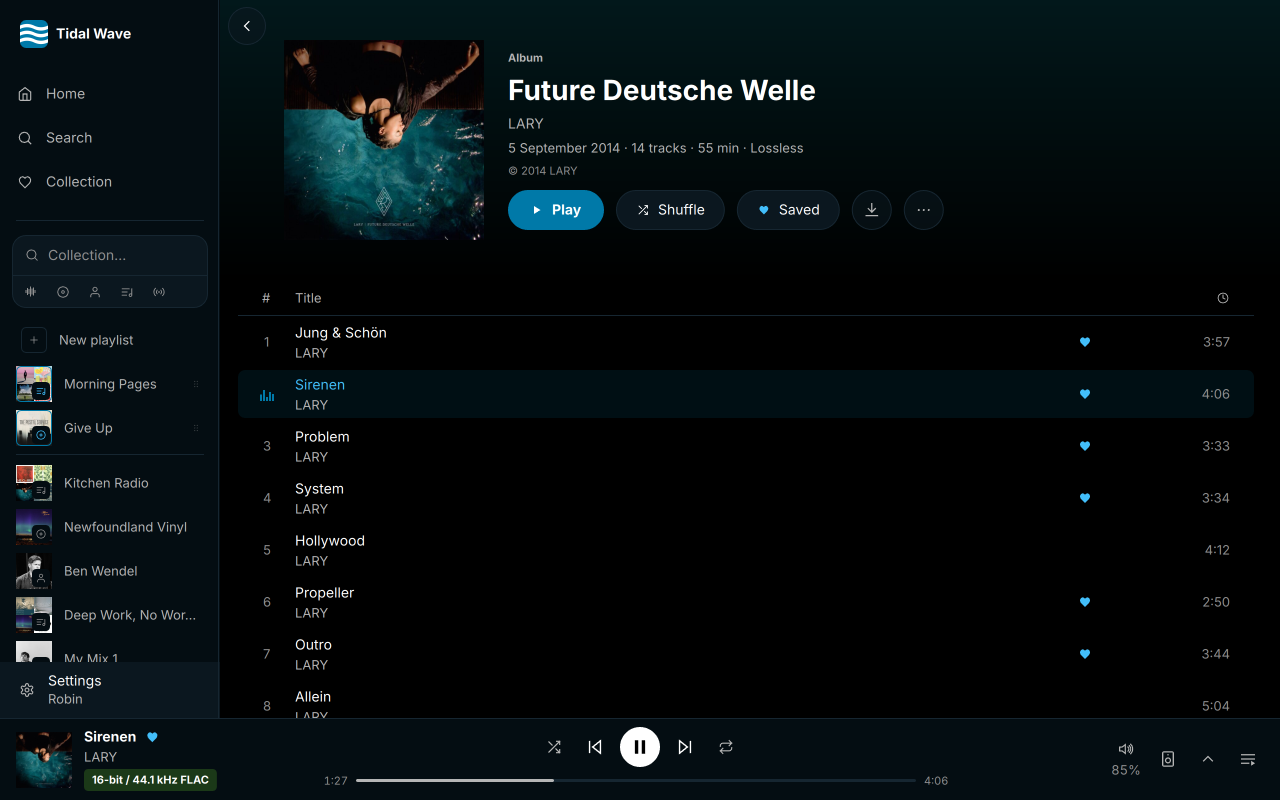 Tidal Wave
Home
Search
Collection
Collection...
New playlist
Morning Pages
Give Up
Kitchen Radio
Newfoundland Vinyl
Ben Wendel
Deep Work, No Wor...
My Mix 1
Settings
Robin
Album
Future Deutsche Welle
LARY
5 September 2014 · 14 tracks · 55 min · Lossless
© 2014 LARY
Play
Shuffle
Saved
LARY | FUTURE DEUTSCHE WELLE
# Title
1 Jung & Schön 3:57
LARY
Sirenen 4:06
LARY
3 Problem 3:33
LARY
4 System 3:34
LARY
5 Hollywood 4:12
LARY
6 Propeller 2:50
LARY
7 Outro 3:44
LARY
8 Allein 5:04
LARY
Sirenen
LARY
16-bit / 44.1 kHz FLAC
1:27 4:06
85%